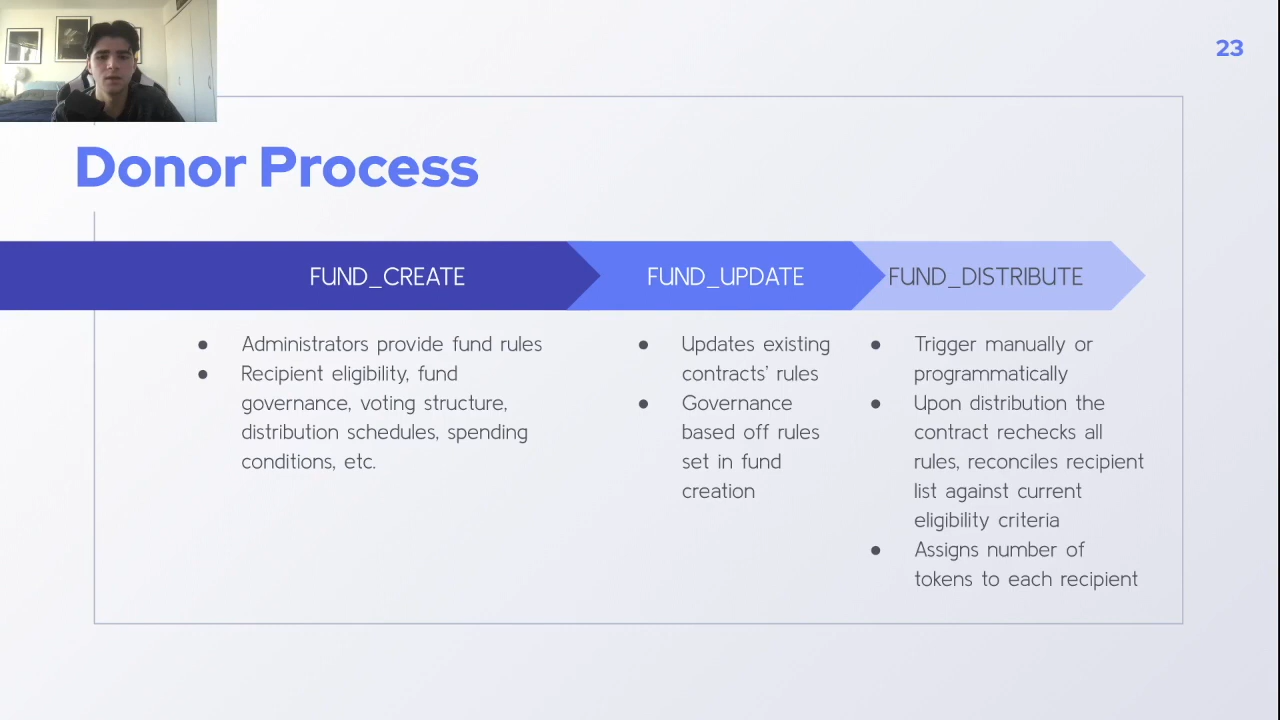 23
Donor Process
FUND_CREATE
FUND_UPDATE
FUND_DISTRIBUTE
● Administrators provide fund rules
● Recipient eligibility, fund
governance, voting structure,
distribution schedules, spending
conditions, etc.
● Updates existing
contracts’ rules
● Governance
based off rules
set in fund
creation
● Trigger manually or
programmatically
● Upon distribution the
contract rechecks all
rules, reconciles recipient
list against current
eligibility criteria
● Assigns number of
tokens to each recipient